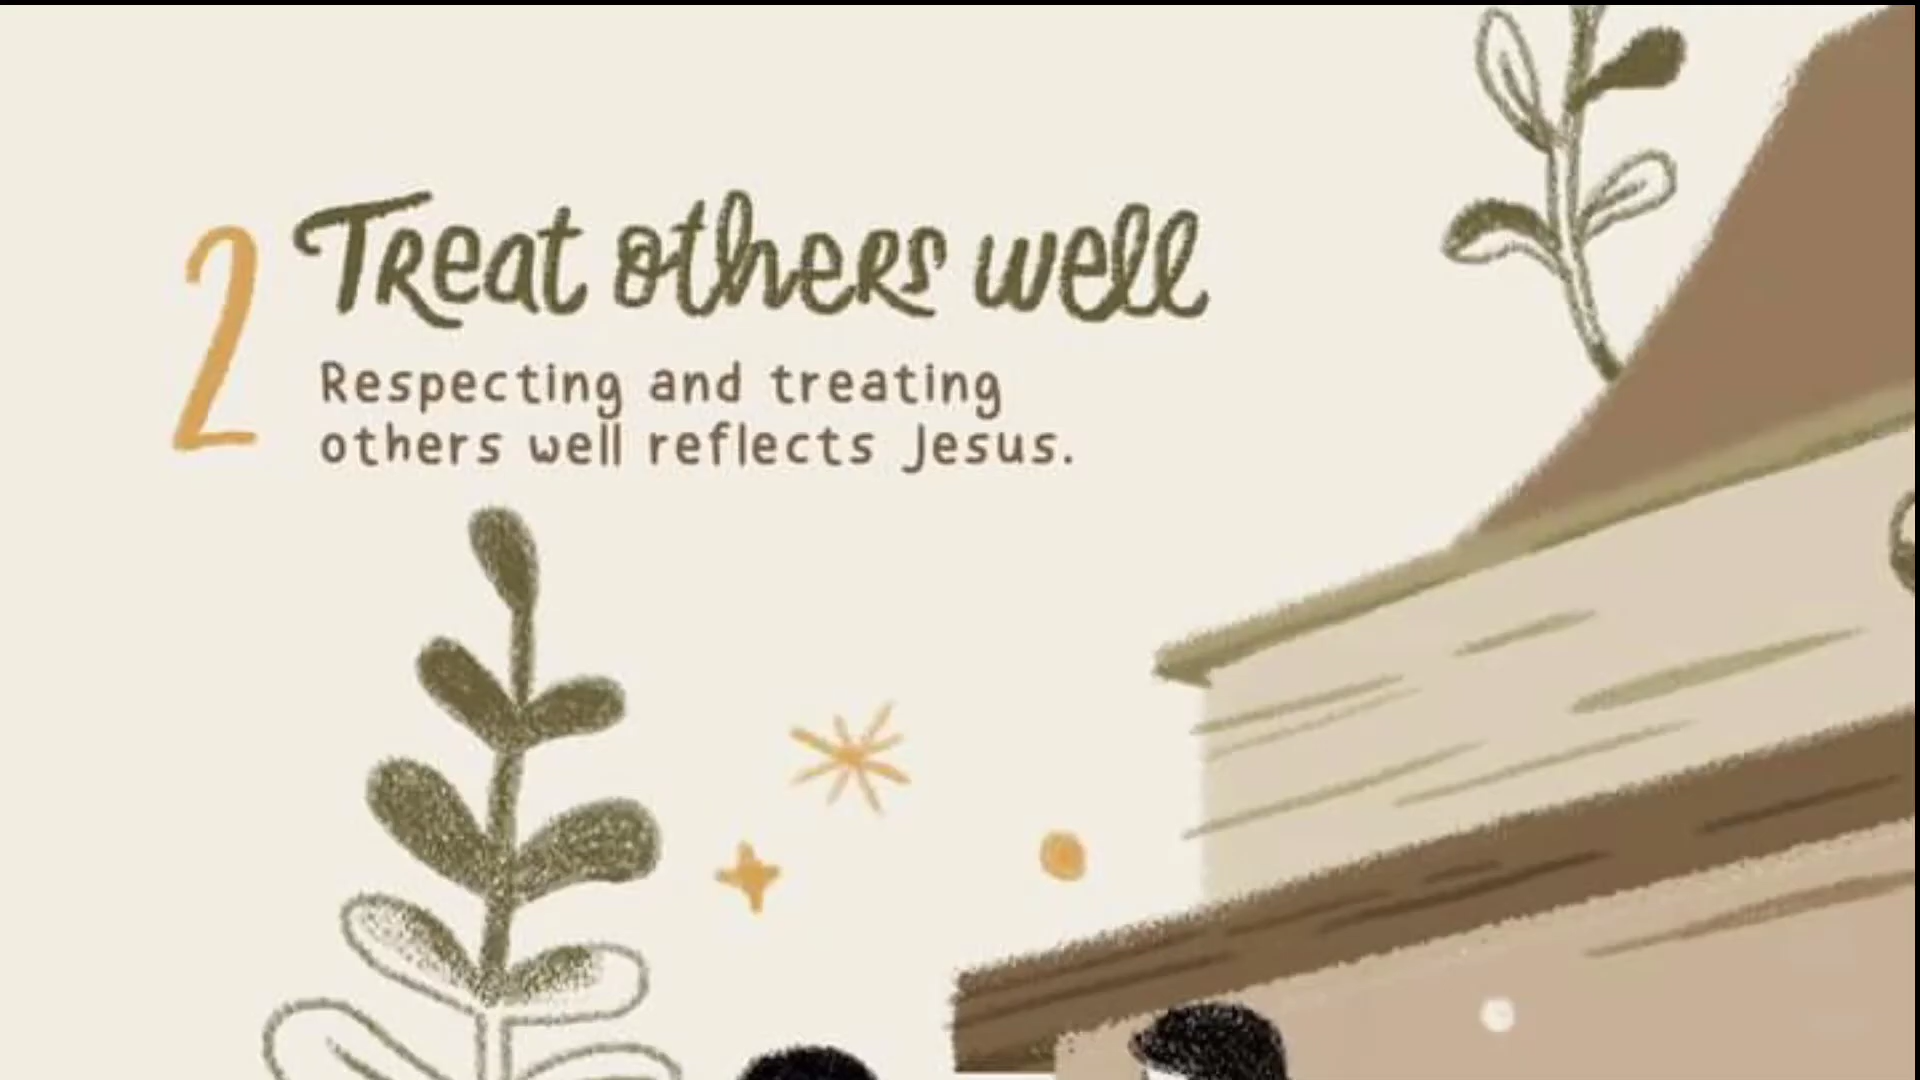 2 Treat others well
Respecting and treating
others well reflects Jesus.